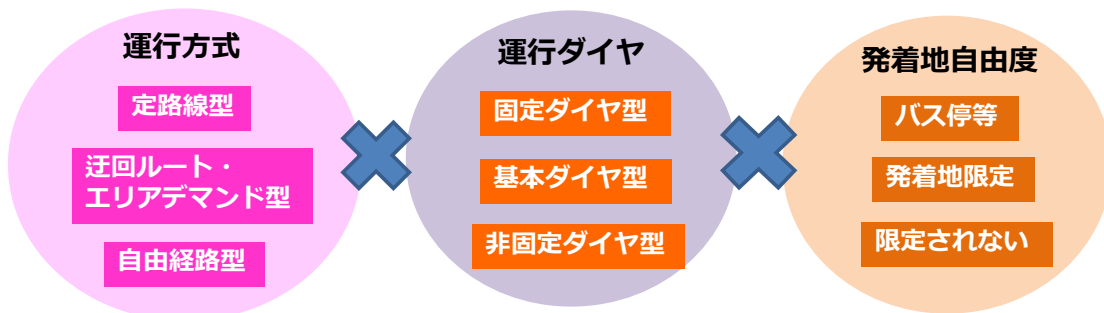 運行方式
定路線型
迂回ルート・
エリアデマンド型
自由経路型
運行ダイヤ
固定ダイヤ型
基本ダイヤ型
非固定ダイヤ型
発着地自由度
バス停等
発着地限定
限定されない